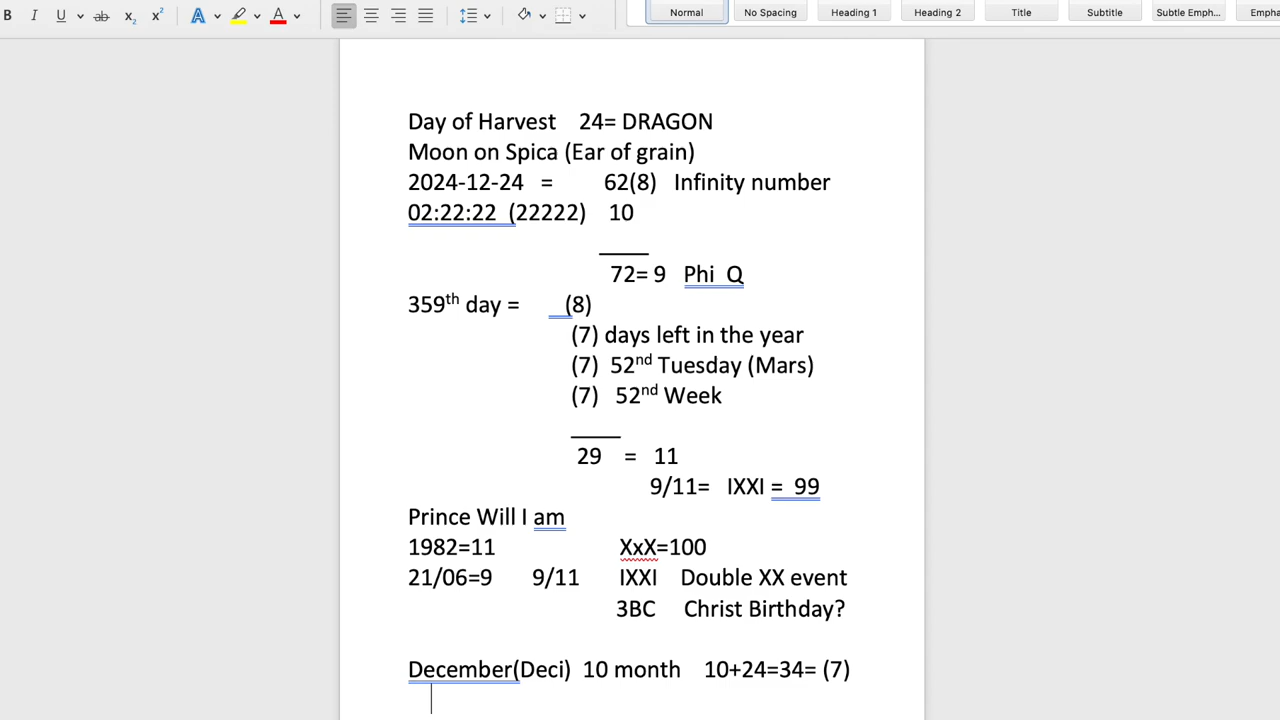 B I U ab x₂ x² A A Normal No Spacing Heading 1 Heading 2 Title Subtitle Subtle Emph...
Day of Harvest 24= DRAGON
Moon on Spica (Ear of grain)
2024-12-24 = 62(8) Infinity number
02:22:22 (22222) 10
72= 9 Phi Q
359th day = (8)
(7) days left in the year
(7) 52nd Tuesday (Mars)
(7) 52nd Week
29 = 11
9/11= IXXI = 99
Prince Will I am
1982=11 XxX=100
21/06=9 9/11 IXXI Double XX event
3BC Christ Birthday?
December(Deci) 10 month 10+24=34= (7)